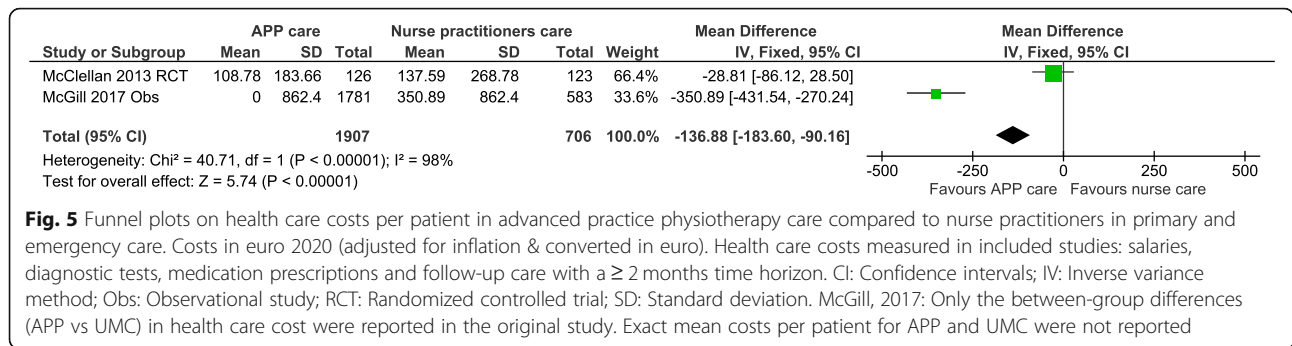 APP care Nurse practitioners care Mean Difference Mean Difference
Study or Subgroup Mean SD Total Mean SD Total Weight IV, Fixed, 95% CI IV, Fixed, 95% CI
McClellan 2013 RCT 108.78 183.66 126 137.59 268.78 123 66.4% -28.81 [-86.12, 28.50]
McGill 2017 Obs 0 862.4 1781 350.89 862.4 583 33.6% -350.89 [-431.54, -270.24]
Total (95% CI) 1907 706 100.0% -136.88 [-183.60, -90.16]
Heterogeneity: Chi² = 40.71, df = 1 (P < 0.00001); I² = 98%
Test for overall effect: Z = 5.74 (P < 0.00001)
-500 -250 0 250 500
Favours APP care Favours nurse care
Fig. 5 Funnel plots on health care costs per patient in advanced practice physiotherapy care compared to nurse practitioners in primary and
emergency care. Costs in euro 2020 (adjusted for inflation & converted in euro). Health care costs measured in included studies: salaries,
diagnostic tests, medication prescriptions and follow-up care with a ≥ 2 months time horizon. CI: Confidence intervals; IV: Inverse variance
method; Obs: Observational study; RCT: Randomized controlled trial; SD: Standard deviation. McGill, 2017: Only the between-group differences
(APP vs UMC) in health care cost were reported in the original study. Exact mean costs per patient for APP and UMC were not reported